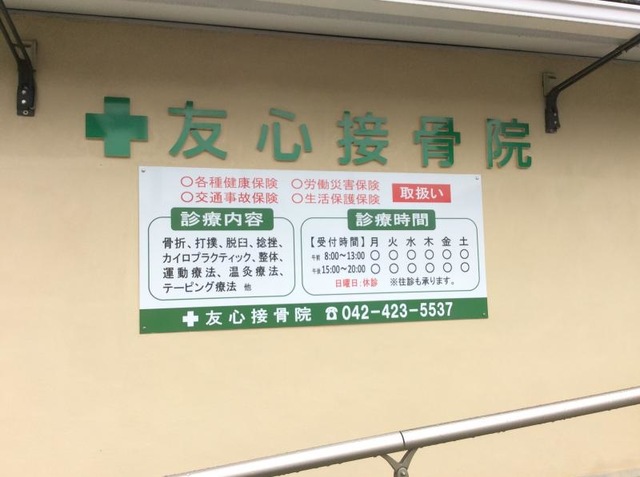 友心接骨院
○各種健康保険 ○労働災害保険
○交通事故保険 ○生活保護保険
取扱い
診療内容
骨折、打撲、脱臼、捻挫、
カイロプラクティック、整体、
運動療法、温灸療法、
テーピング療法 他
診療時間
【受付時間】 月 火 水 木 金 土
午前 8:00～13:00 ○ ○ ○ ○ ○ ○
午後 15:00～20:00 ○ ○ ○ ○ ○ ○
日曜日:休診 ※往診も承ります。
友心接骨院 ☎042-423-5537